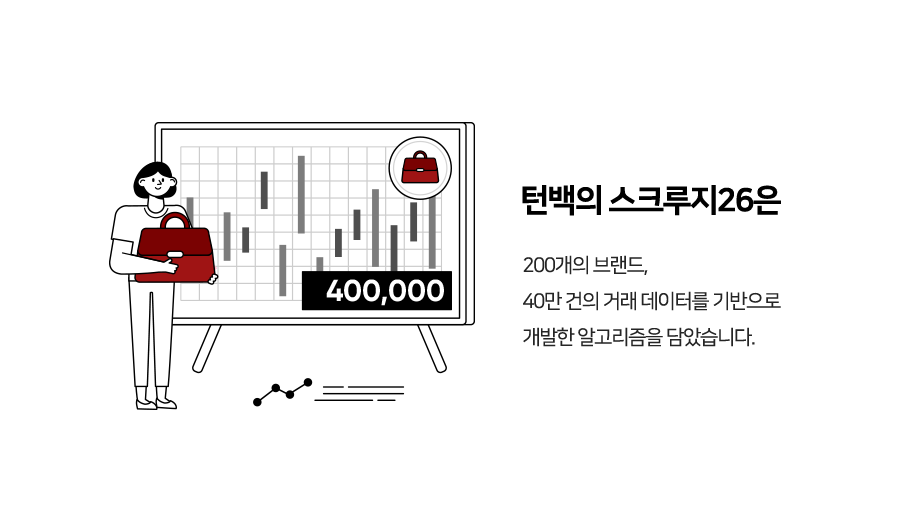 400,000
턴백의 스크루지26은
200개의 브랜드,
40만 건의 거래 데이터를 기반으로
개발한 알고리즘을 담았습니다.